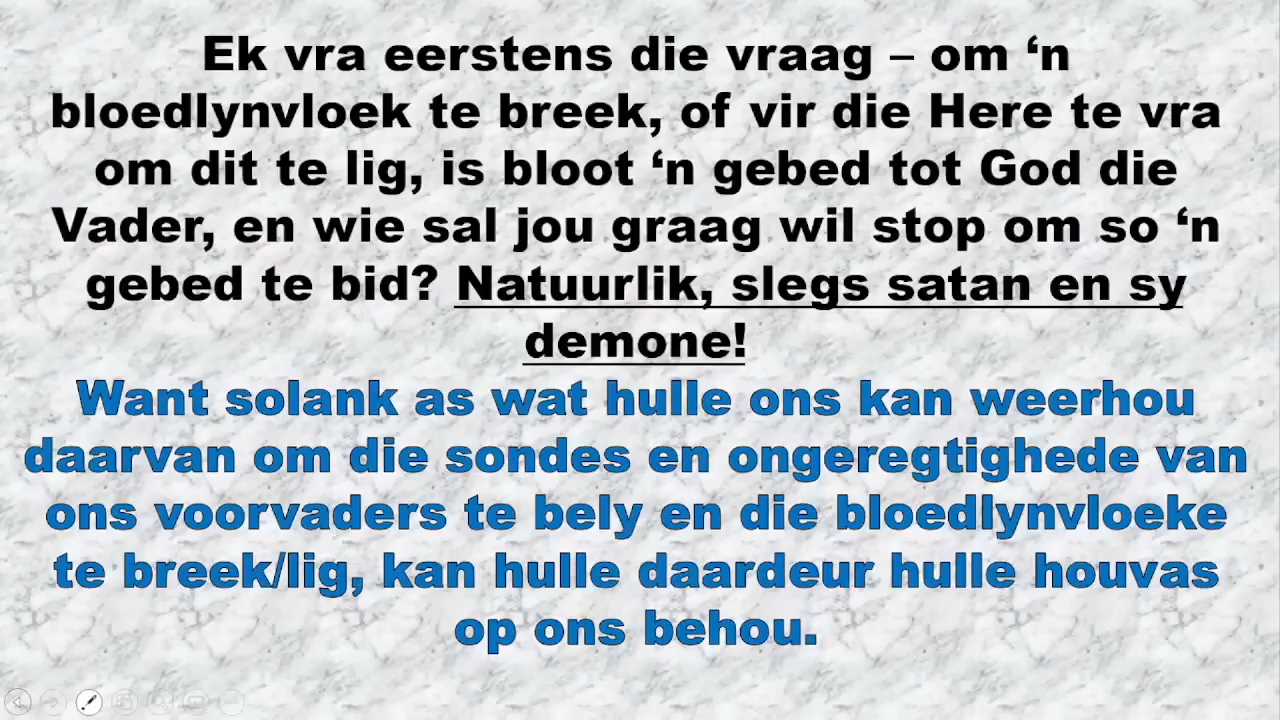 Ek vra eerstens die vraag – om ‘n
bloedlynvloek te breek, of vir die Here te vra
om dit te lig, is bloot ‘n gebed tot God die
Vader, en wie sal jou graag wil stop om so ‘n
gebed te bid? Natuurlik, slegs satan en sy
demone!
Want solank as wat hulle ons kan weerhou
daarvan om die sondes en ongeregtighede van
ons voorvaders te bely en die bloedlynvloeke
te breek/lig, kan hulle daardeur hulle houvas
op ons behou.